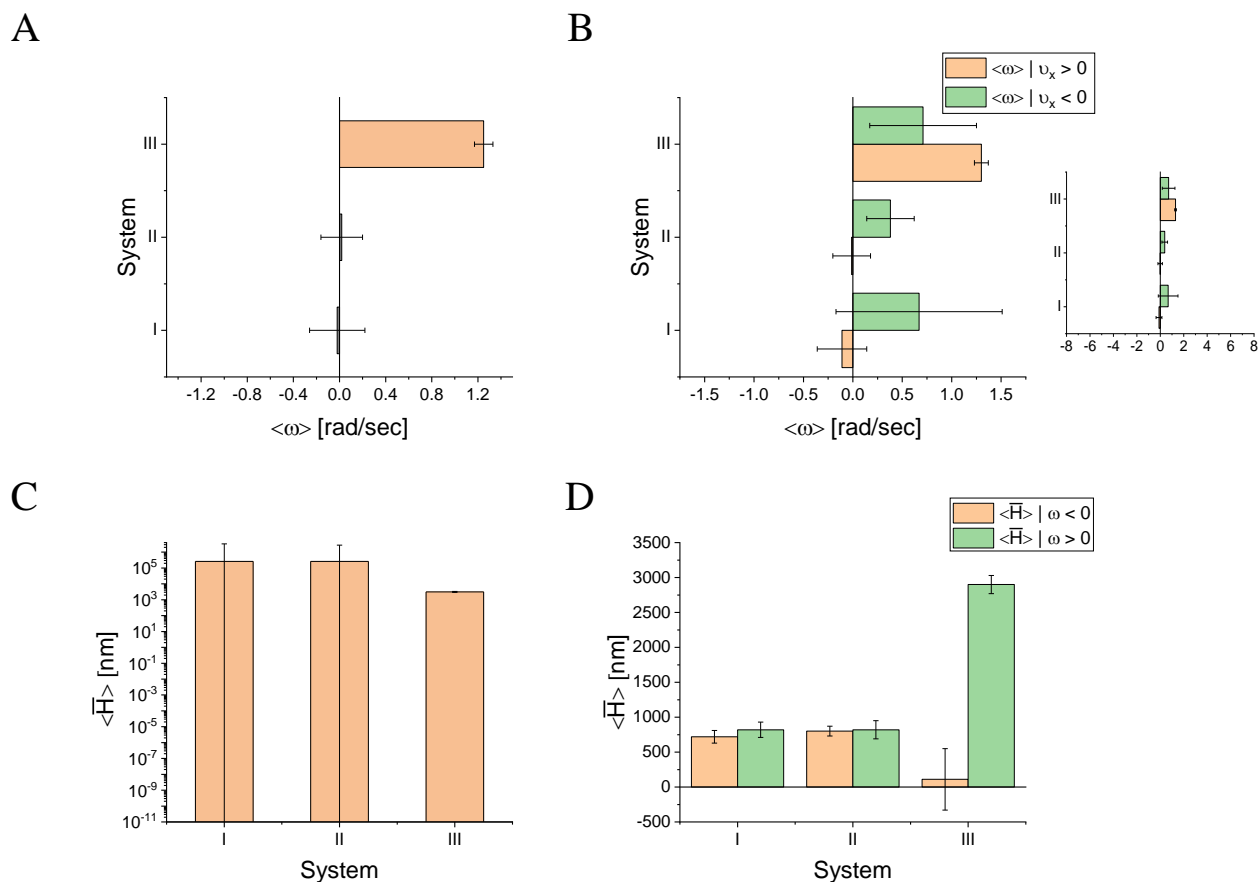 A
III
II
I
System
-1.2 -0.4 0.0 0.4 1.2
<ω> [rad/sec]
B
<ω> | υx > 0
<ω> | υx < 0
III
II
I
System
-1.5 -1.0 -0.5 0.0 0.5 1.0 1.5
<ω> [rad/sec]
III
II
I
-8 -6 -4 -2 0 2 4 6 8
C
10^5
10^3
10^1
10^-1
10^-3
10^-5
10^-7
10^-9
10^-11
<H̅> [nm]
I II III
System
D
<H̅> | ω < 0
<H̅> | ω > 0
3500
3000
2500
2000
1500
1000
750
500
250
0
-500
<H̅> [nm]
I II III
System